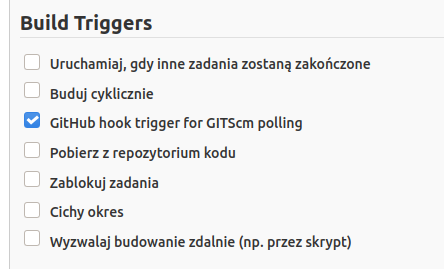 Build Triggers
Uruchamiaj, gdy inne zadania zostaną zakończone
Buduj cyklicznie
GitHub hook trigger for GITScm polling
Pobierz z repozytorium kodu
Zablokuj zadania
Cichy okres
Wyzwalaj budowanie zdalnie (np. przez skrypt)